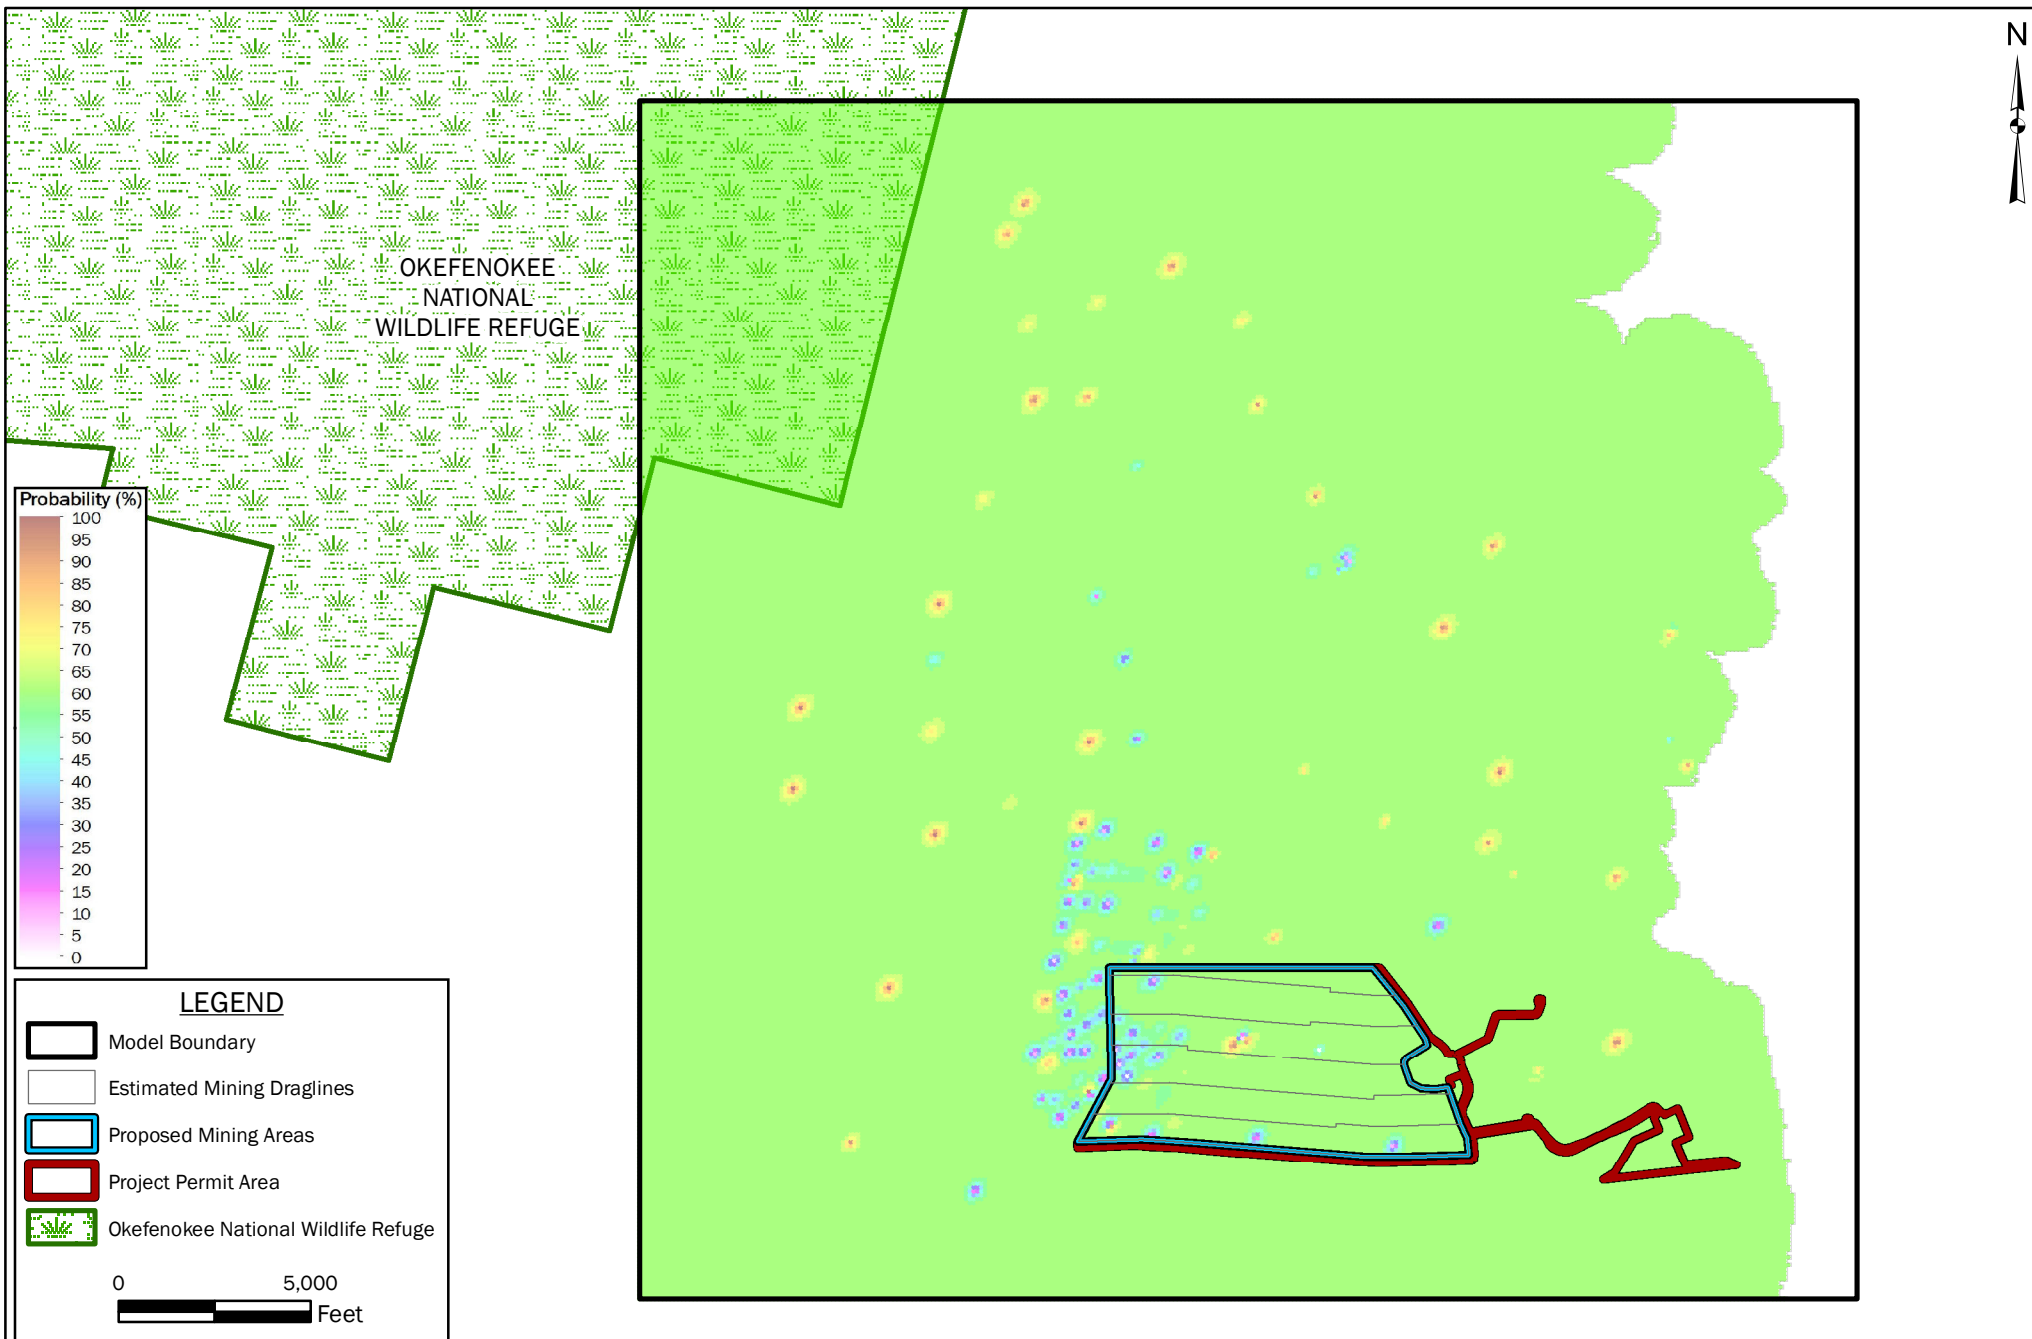 N
OKEFENOKEE
NATIONAL
WILDLIFE REFUGE
Probability (%)
100
95
90
85
80
75
70
65
60
55
50
45
40
35
30
25
20
15
10
5
0
LEGEND
Model Boundary
Estimated Mining Draglines
Proposed Mining Areas
Project Permit Area
Okefenokee National Wildlife Refuge
0 5,000
Feet